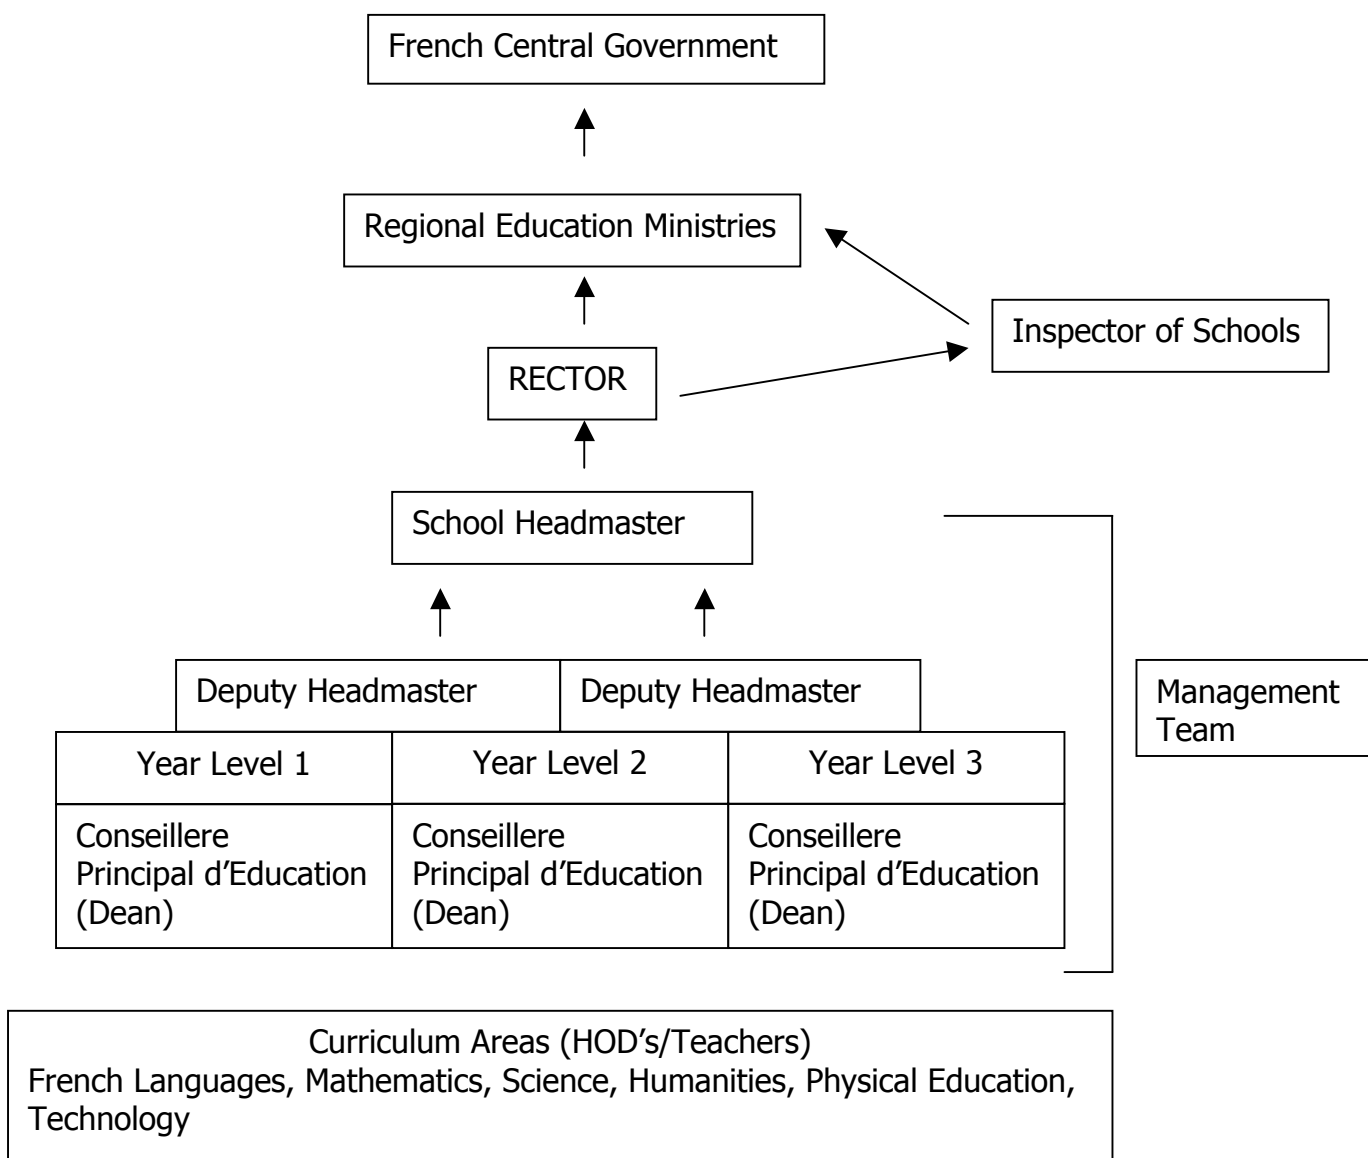 French Central Government
Regional Education Ministries
Inspector of Schools
RECTOR
School Headmaster
Deputy Headmaster
Deputy Headmaster
Management
Team
Year Level 1
Year Level 2
Year Level 3
Conseillere
Principal d’Education
(Dean)
Conseillere
Principal d’Education
(Dean)
Conseillere
Principal d’Education
(Dean)
Curriculum Areas (HOD’s/Teachers)
French Languages, Mathematics, Science, Humanities, Physical Education,
Technology